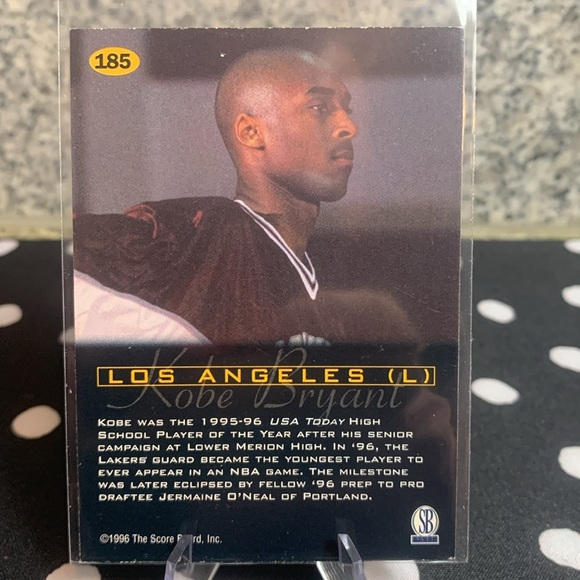 185
LOS ANGELES (L)
Kobe Bryant
KOBE WAS THE 1995-96 USA TODAY HIGH
SCHOOL PLAYER OF THE YEAR AFTER HIS SENIOR
CAMPAIGN AT LOWER MERION HIGH. IN '96, THE
LAKERS GUARD BECAME THE YOUNGEST PLAYER TO
EVER APPEAR IN AN NBA GAME. THE MILESTONE
WAS LATER ECLIPSED BY FELLOW '96 PREP TO PRO
DRAFTEE JERMAINE O'NEAL OF PORTLAND.
©1996 The Score Board, Inc.
SB